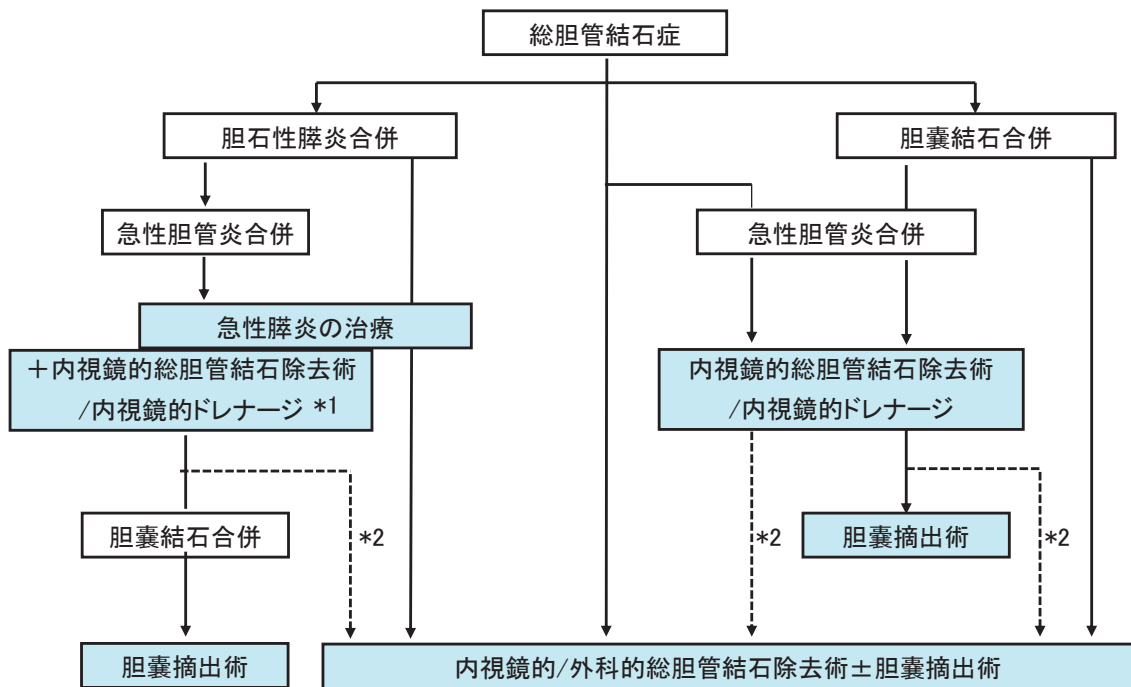 総胆管結石症
胆石性膵炎合併
胆嚢結石合併
急性胆管炎合併
急性胆管炎合併
急性膵炎の治療
+内視鏡的総胆管結石除去術
/内視鏡的ドレナージ *1
内視鏡的総胆管結石除去術
/内視鏡的ドレナージ
胆嚢結石合併
*2
*2
胆嚢摘出術
*2
胆嚢摘出術
内視鏡的/外科的総胆管結石除去術±胆嚢摘出術